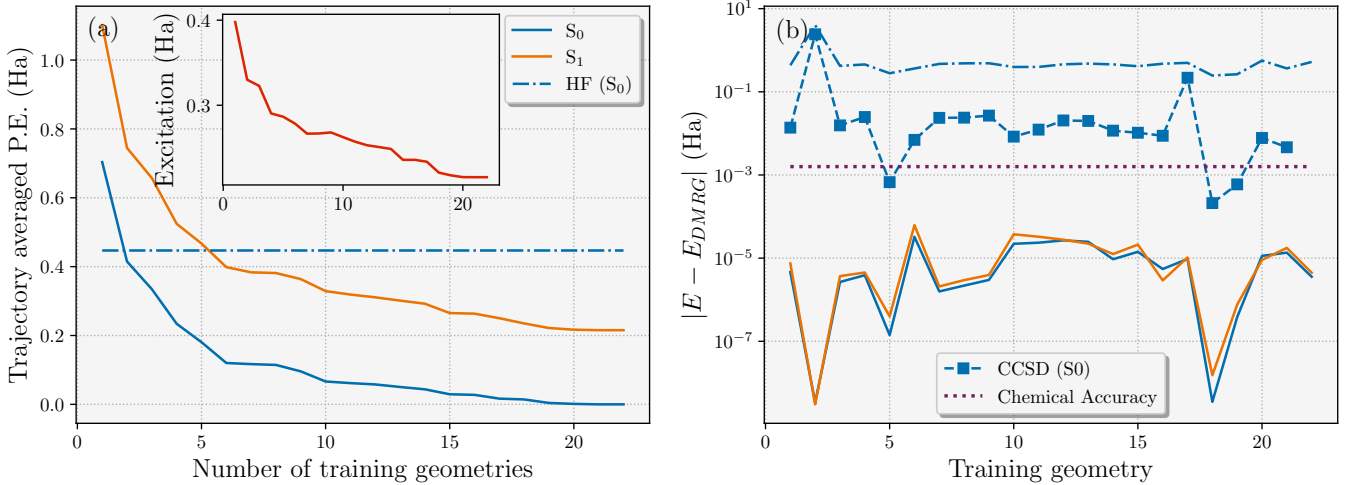 (a)
Trajectory averaged P.E. (Ha)
1.0
0.8
0.6
0.4
0.2
0.0
0
5
10
15
20
Number of training geometries
Excitation (Ha)
0.4
0.3
0
10
20
S₀
S₁
HF (S₀)
(b)
|E − E_DMRG| (Ha)
10¹
10⁻¹
10⁻³
10⁻⁵
10⁻⁷
0
5
10
15
20
Training geometry
CCSD (S0)
Chemical Accuracy